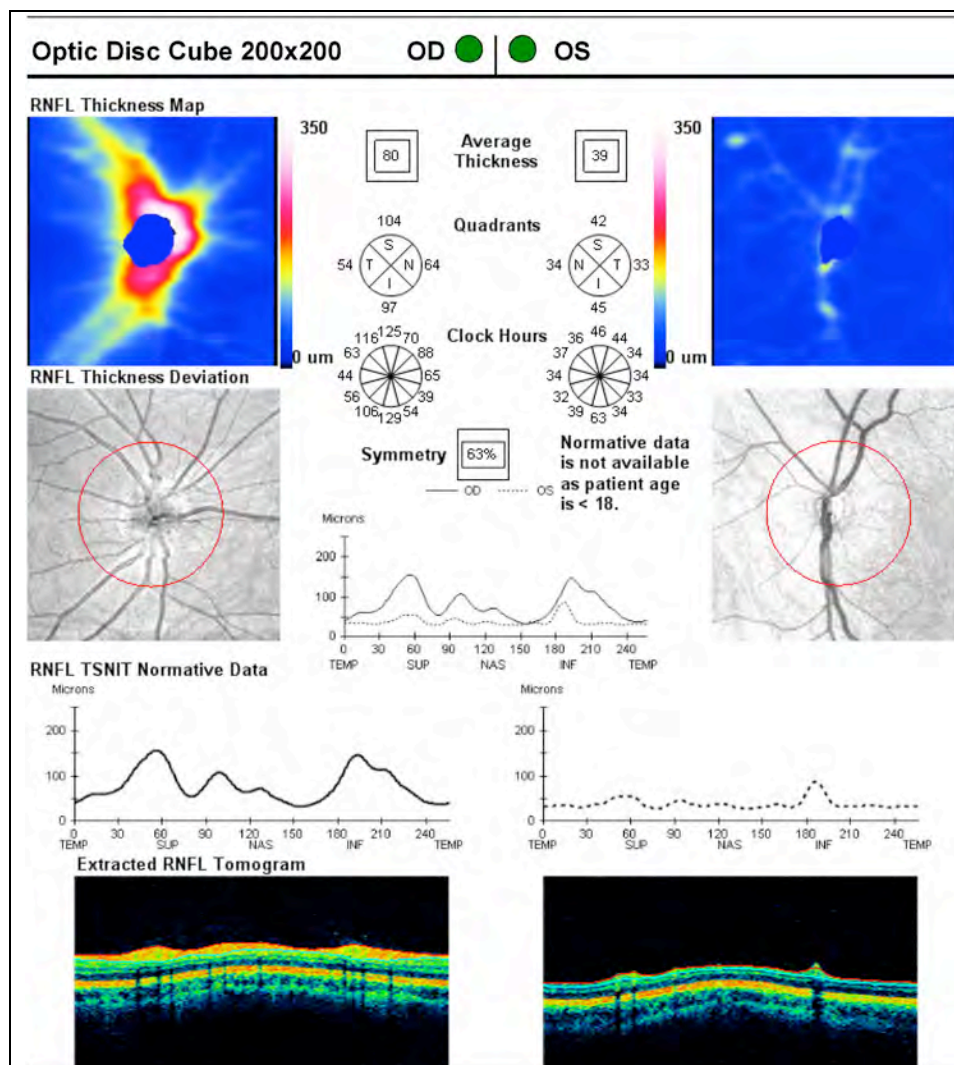 Optic Disc Cube 200x200 OD OS
RNFL Thickness Map
350 350
Average
Thickness
80 39
Quadrants
104 42
S S
54 T N 64 34 N T 33
I I
97 45
Clock Hours
0 um 0 um
116 125 70 36 46 44
63 88 37 34
44 65 34 34
56 39 32 33
106 129 54 39 63 34
RNFL Thickness Deviation
Symmetry 63%
OD OS
Normative data
is not available
as patient age
is < 18.
Microns
200
100
0
0 30 60 90 120 150 180 210 240
TEMP SUP NAS INF TEMP
RNFL TSNIT Normative Data
Microns Microns
200 200
100 100
0 0
0 30 60 90 120 150 180 210 240 0 30 60 90 120 150 180 210 240
TEMP SUP NAS INF TEMP TEMP SUP NAS INF TEMP
Extracted RNFL Tomogram